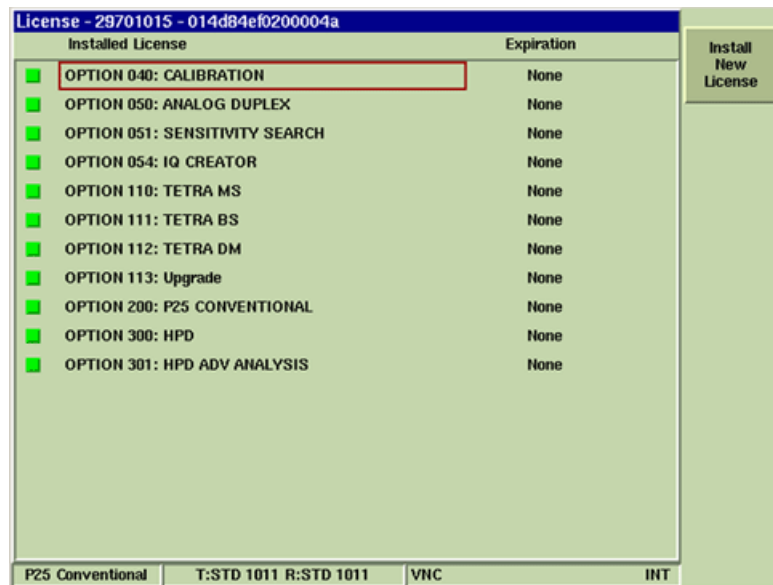 License - 29701015 - 014d84ef0200004a
Installed License Expiration
OPTION 040: CALIBRATION None
OPTION 050: ANALOG DUPLEX None
OPTION 051: SENSITIVITY SEARCH None
OPTION 054: IQ CREATOR None
OPTION 110: TETRA MS None
OPTION 111: TETRA BS None
OPTION 112: TETRA DM None
OPTION 113: Upgrade None
OPTION 200: P25 CONVENTIONAL None
OPTION 300: HPD None
OPTION 301: HPD ADV ANALYSIS None
Install
New
License
P25 Conventional T:STD 1011 R:STD 1011 VNC INT